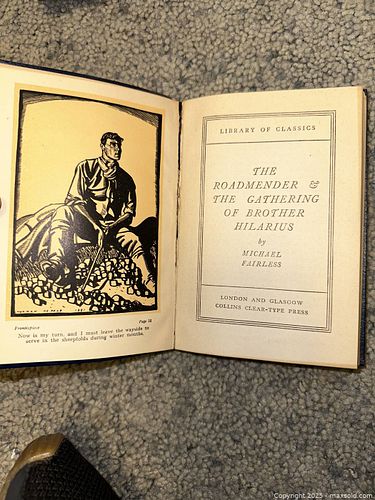 Frontispiece
Page 58
Now is my turn, and I must leave the wayside to
serve in the sheepfolds during winter months.
LIBRARY OF CLASSICS
THE
ROADMENDER &
THE GATHERING
OF BROTHER
HILARIUS
by
MICHAEL
FAIRLESS
LONDON AND GLASGOW
COLLINS CLEAR-TYPE PRESS
Copyright 2025 - maxsold.com